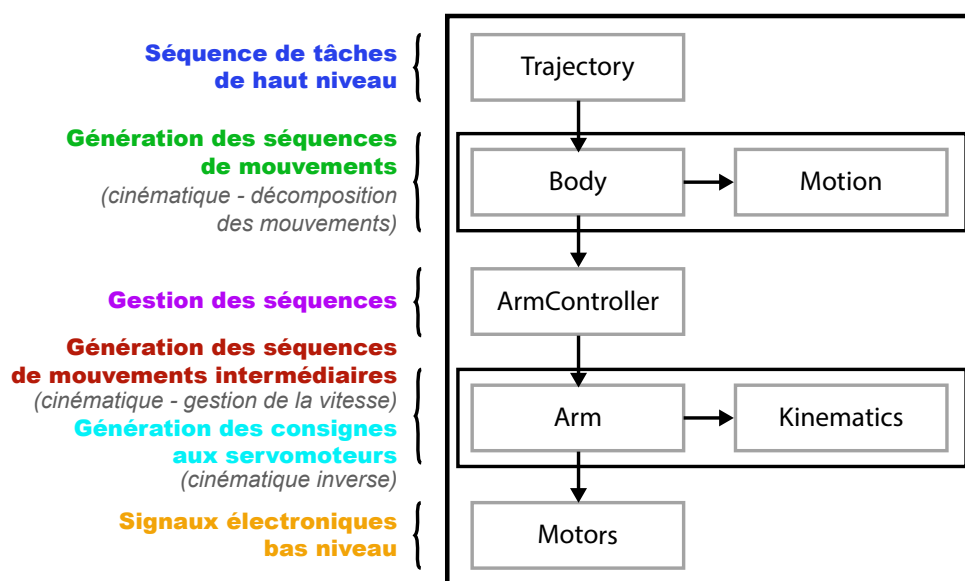 Séquence de tâches
de haut niveau
Trajectory
Génération des séquences
de mouvements
(cinématique - décomposition
des mouvements)
Body
Motion
Gestion des séquences
ArmController
Génération des séquences
de mouvements intermédiaires
(cinématique - gestion de la vitesse)
Génération des consignes
aux servomoteurs
(cinématique inverse)
Arm
Kinematics
Signaux électroniques
bas niveau
Motors